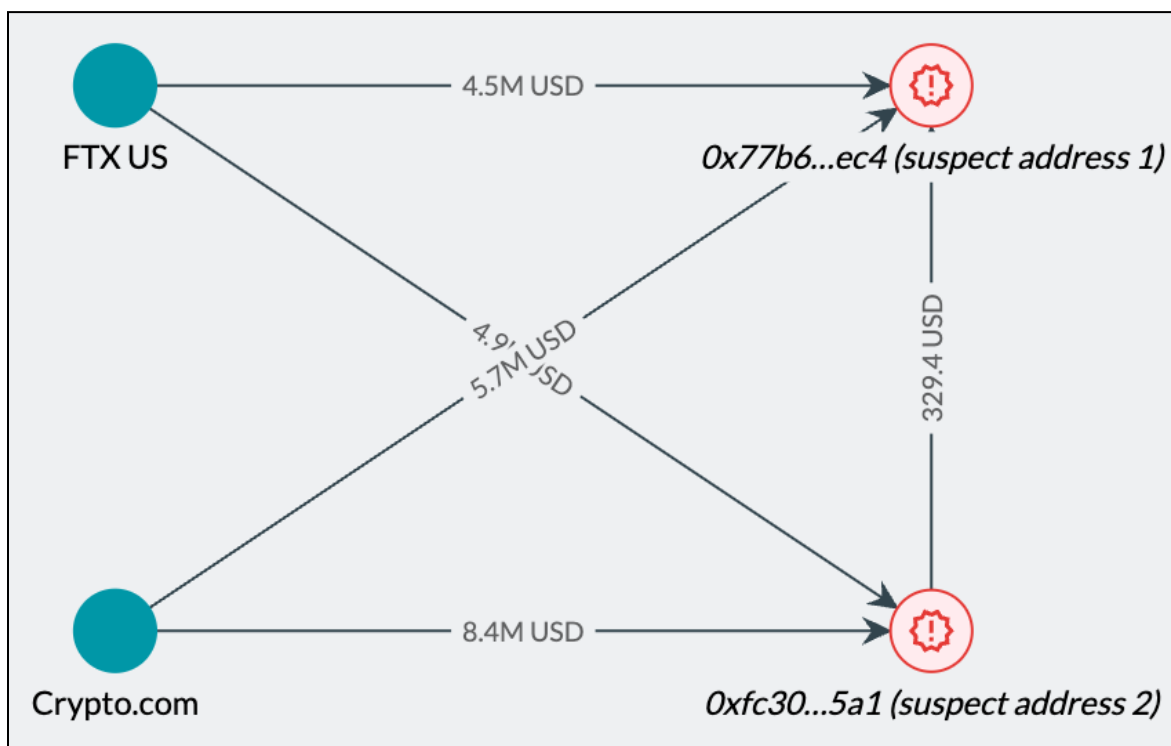 4.5M USD
FTX US
0x77b6...ec4 (suspect address 1)
5.7M USD
329.4 USD
8.4M USD
Crypto.com
0xfc30...5a1 (suspect address 2)